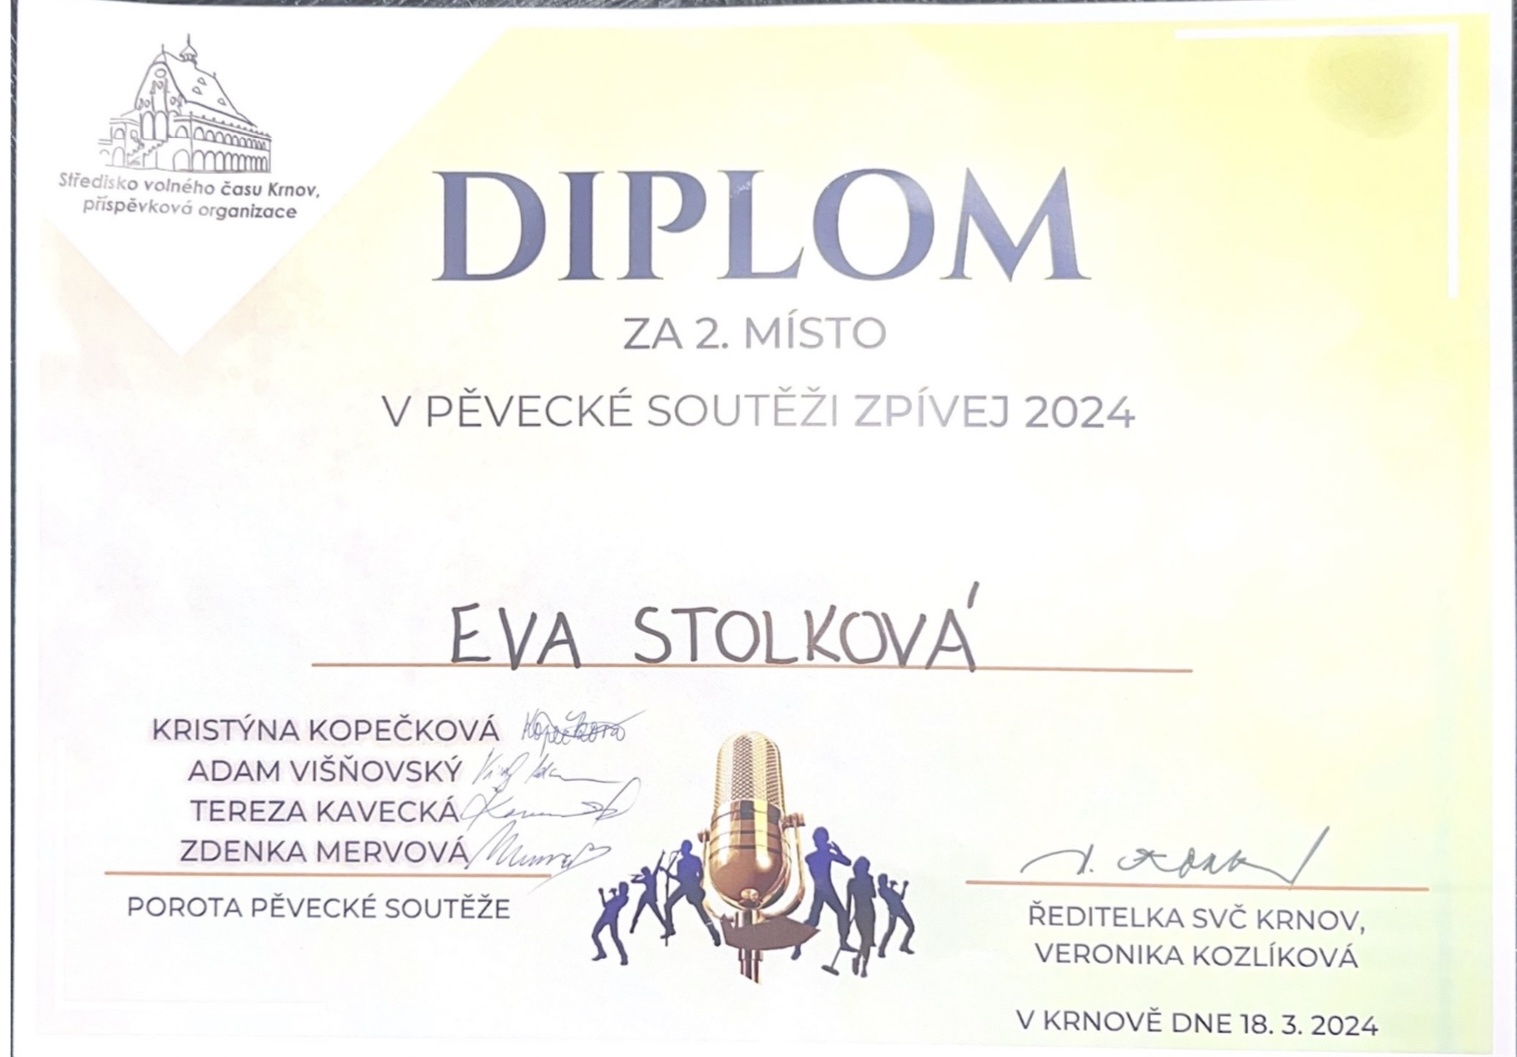 Středisko volného času Krnov,
příspěvková organizace
DIPLOM
ZA 2. MÍSTO
V PĚVECKÉ SOUTĚŽI ZPÍVEJ 2024
EVA STOLKOVÁ
KRISTÝNA KOPEČKOVÁ Kopečková
ADAM VIŠŇOVSKÝ
TEREZA KAVECKÁ
ZDENKA MERVOVÁ
POROTA PĚVECKÉ SOUTĚŽE
ŘEDITELKA SVČ KRNOV,
VERONIKA KOZLÍKOVÁ
V KRNOVĚ DNE 18. 3. 2024